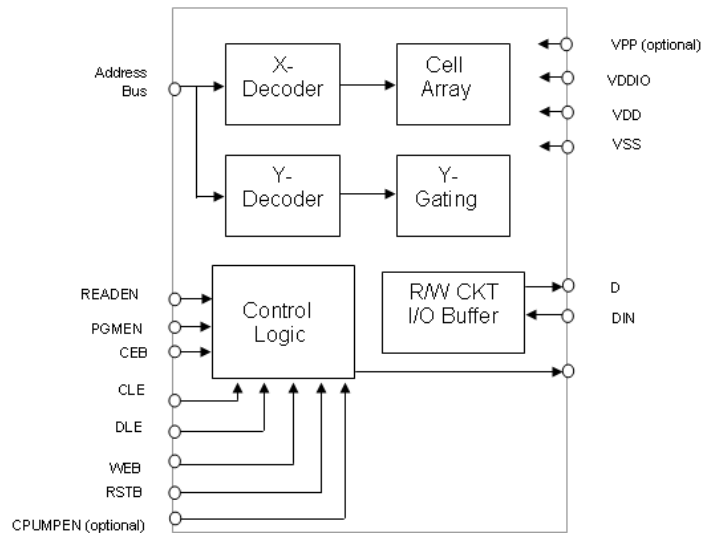 Address
Bus
X-
Decoder
Cell
Array
Y-
Decoder
Y-
Gating
VPP (optional)
VDDIO
VDD
VSS
READEN
PGMEN
CEB
CLE
DLE
WEB
RSTB
CPUMPEN (optional)
Control
Logic
R/W CKT
I/O Buffer
D
DIN